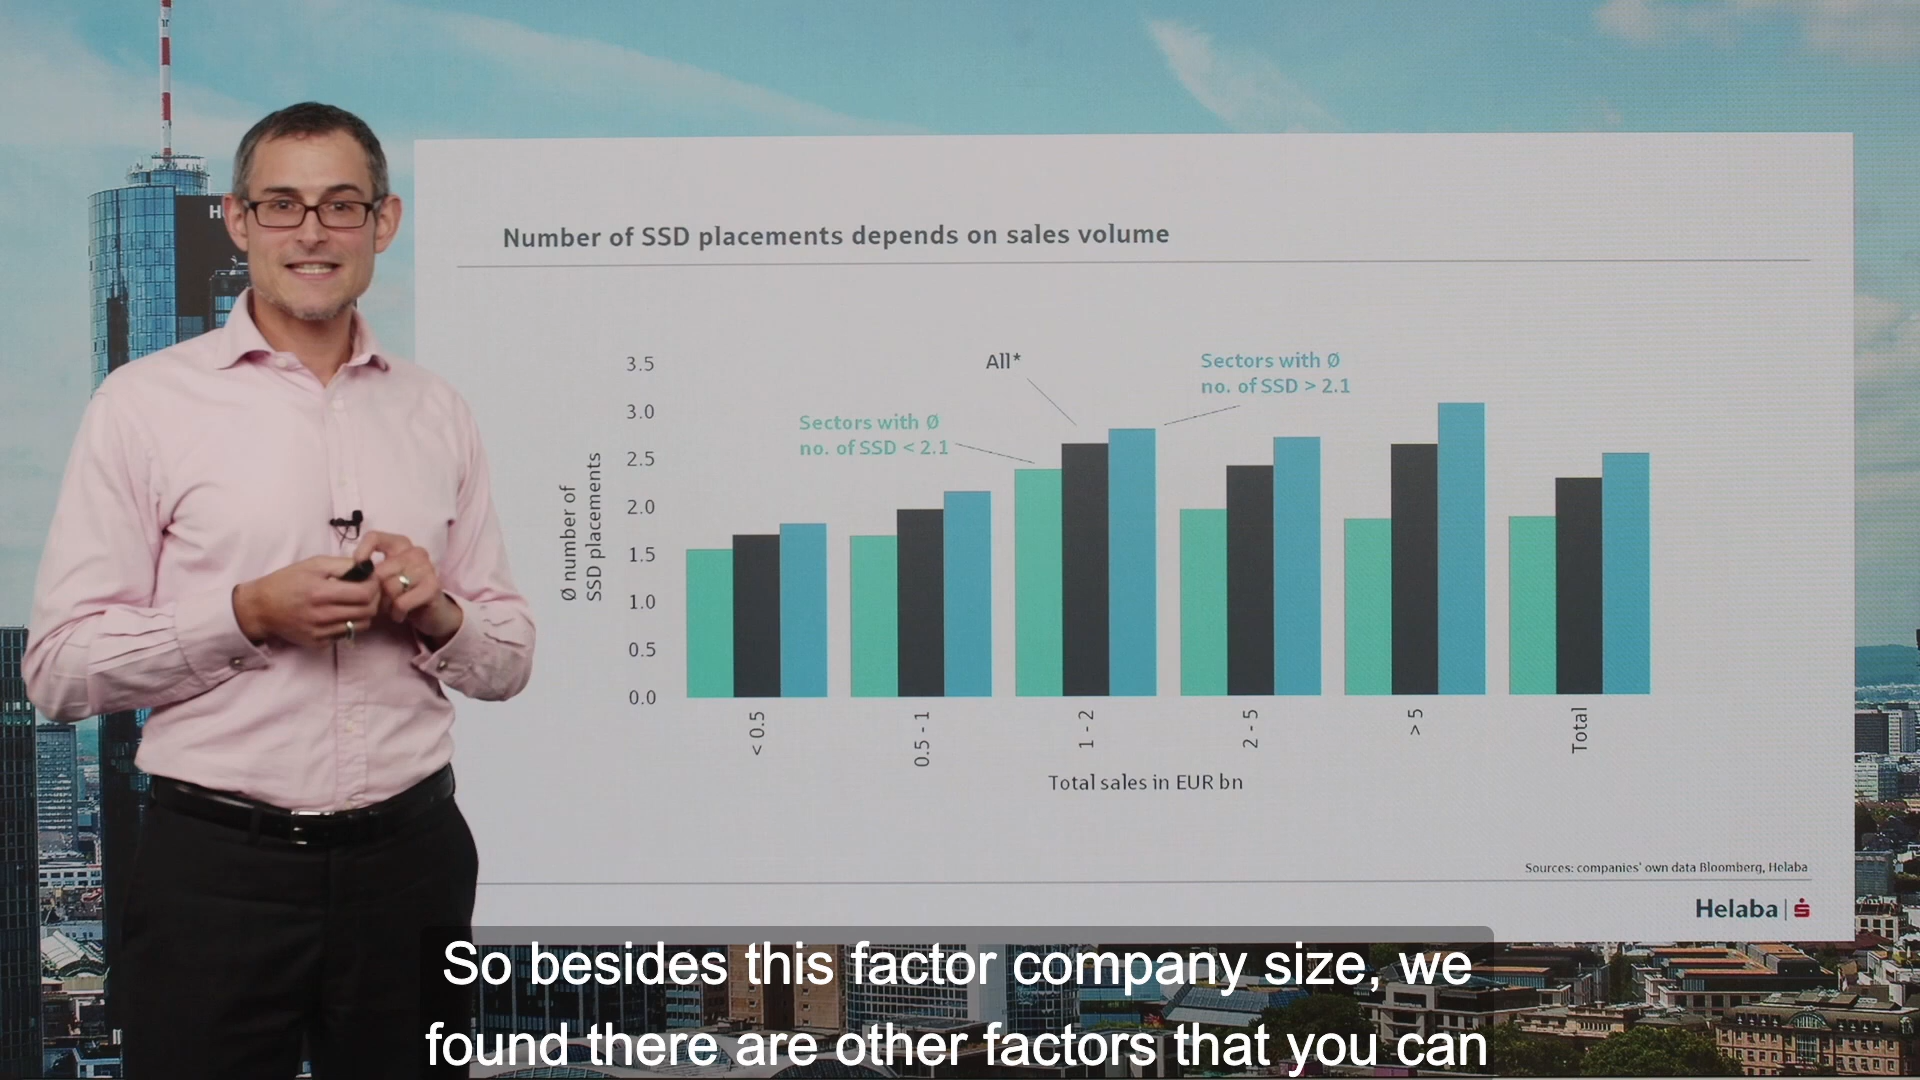 H
Number of SSD placements depends on sales volume
Ø number of
SSD placements
3.5
3.0
2.5
2.0
1.5
1.0
0.5
0.0
All*
Sectors with Ø
no. of SSD > 2.1
Sectors with Ø
no. of SSD < 2.1
< 0.5
0.5 - 1
1 - 2
2 - 5
> 5
Total
Total sales in EUR bn
Sources: companies' own data Bloomberg, Helaba
Helaba
So besides this factor company size, we
found there are other factors that you can